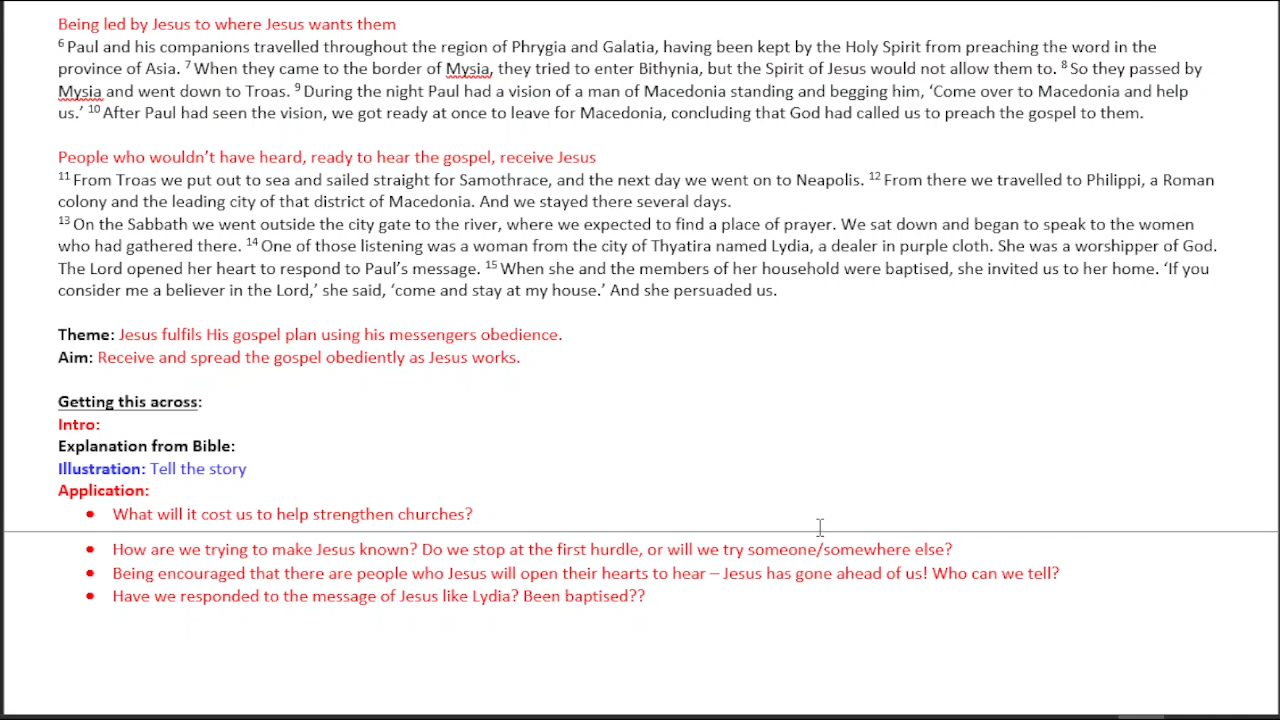 Being led by Jesus to where Jesus wants them
6 Paul and his companions travelled throughout the region of Phrygia and Galatia, having been kept by the Holy Spirit from preaching the word in the
province of Asia. 7 When they came to the border of Mysia, they tried to enter Bithynia, but the Spirit of Jesus would not allow them to. 8 So they passed by
Mysia and went down to Troas. 9 During the night Paul had a vision of a man of Macedonia standing and begging him, ‘Come over to Macedonia and help
us.’ 10 After Paul had seen the vision, we got ready at once to leave for Macedonia, concluding that God had called us to preach the gospel to them.
People who wouldn’t have heard, ready to hear the gospel, receive Jesus
11 From Troas we put out to sea and sailed straight for Samothrace, and the next day we went on to Neapolis. 12 From there we travelled to Philippi, a Roman
colony and the leading city of that district of Macedonia. And we stayed there several days.
13 On the Sabbath we went outside the city gate to the river, where we expected to find a place of prayer. We sat down and began to speak to the women
who had gathered there. 14 One of those listening was a woman from the city of Thyatira named Lydia, a dealer in purple cloth. She was a worshipper of God.
The Lord opened her heart to respond to Paul’s message. 15 When she and the members of her household were baptised, she invited us to her home. ‘If you
consider me a believer in the Lord,’ she said, ‘come and stay at my house.’ And she persuaded us.
Theme: Jesus fulfils His gospel plan using his messengers obedience.
Aim: Receive and spread the gospel obediently as Jesus works.
Getting this across:
Intro:
Explanation from Bible:
Illustration: Tell the story
Application:
• What will it cost us to help strengthen churches?
• How are we trying to make Jesus known? Do we stop at the first hurdle, or will we try someone/somewhere else?
• Being encouraged that there are people who Jesus will open their hearts to hear – Jesus has gone ahead of us! Who can we tell?
• Have we responded to the message of Jesus like Lydia? Been baptised??